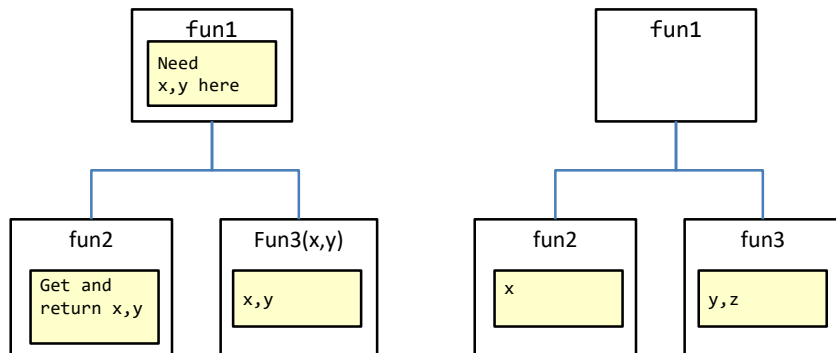 fun1
Need
x,y here
fun2
Get and
return x,y
Fun3(x,y)
x,y
fun1
fun2
x
fun3
y,z